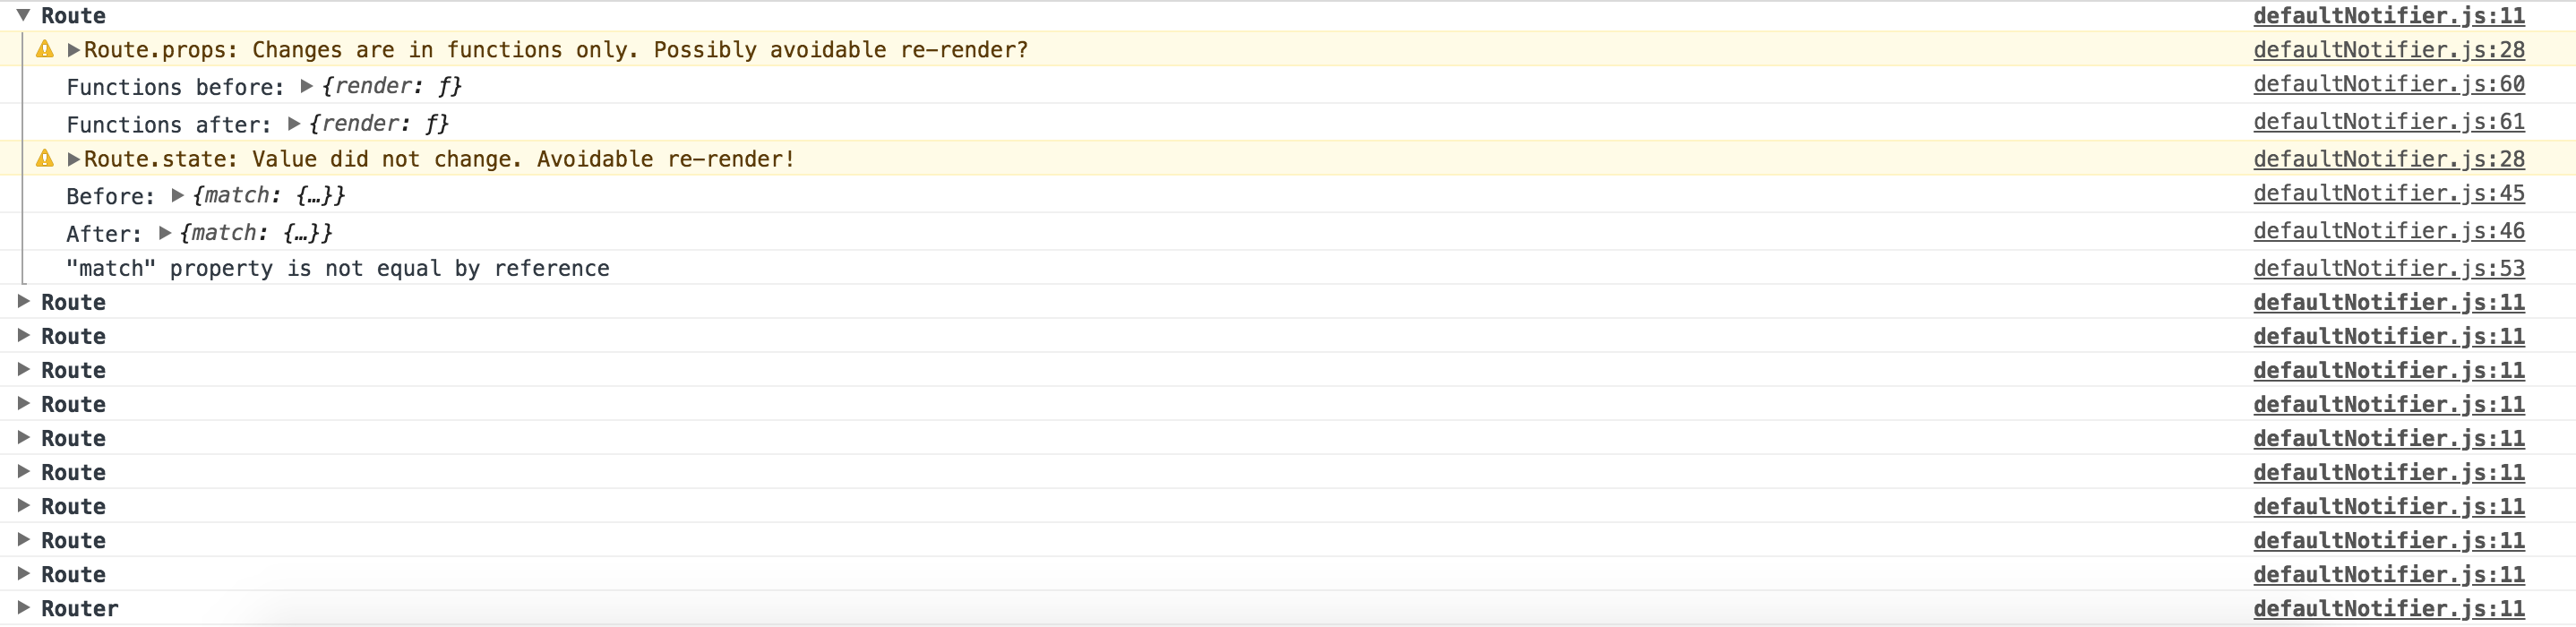 ▼ Route defaultNotifier.js:11
▶Route.props: Changes are in functions only. Possibly avoidable re-render? defaultNotifier.js:28
Functions before: ▶ {render: ƒ} defaultNotifier.js:60
Functions after: ▶ {render: ƒ} defaultNotifier.js:61
▶Route.state: Value did not change. Avoidable re-render! defaultNotifier.js:28
Before: ▶ {match: {…}} defaultNotifier.js:45
After: ▶ {match: {…}} defaultNotifier.js:46
"match" property is not equal by reference defaultNotifier.js:53
▶ Route defaultNotifier.js:11
▶ Route defaultNotifier.js:11
▶ Route defaultNotifier.js:11
▶ Route defaultNotifier.js:11
▶ Route defaultNotifier.js:11
▶ Route defaultNotifier.js:11
▶ Route defaultNotifier.js:11
▶ Route defaultNotifier.js:11
▶ Route defaultNotifier.js:11
▶ Router defaultNotifier.js:11